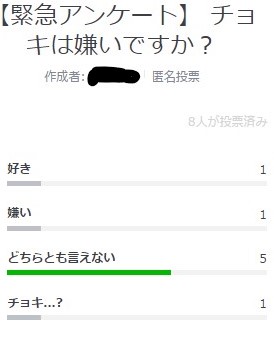 【緊急アンケート】 チョ
キは嫌いですか？
作成者: 匿名投票
8人が投票済み
好き 1
嫌い 1
どちらとも言えない 5
チョキ...? 1